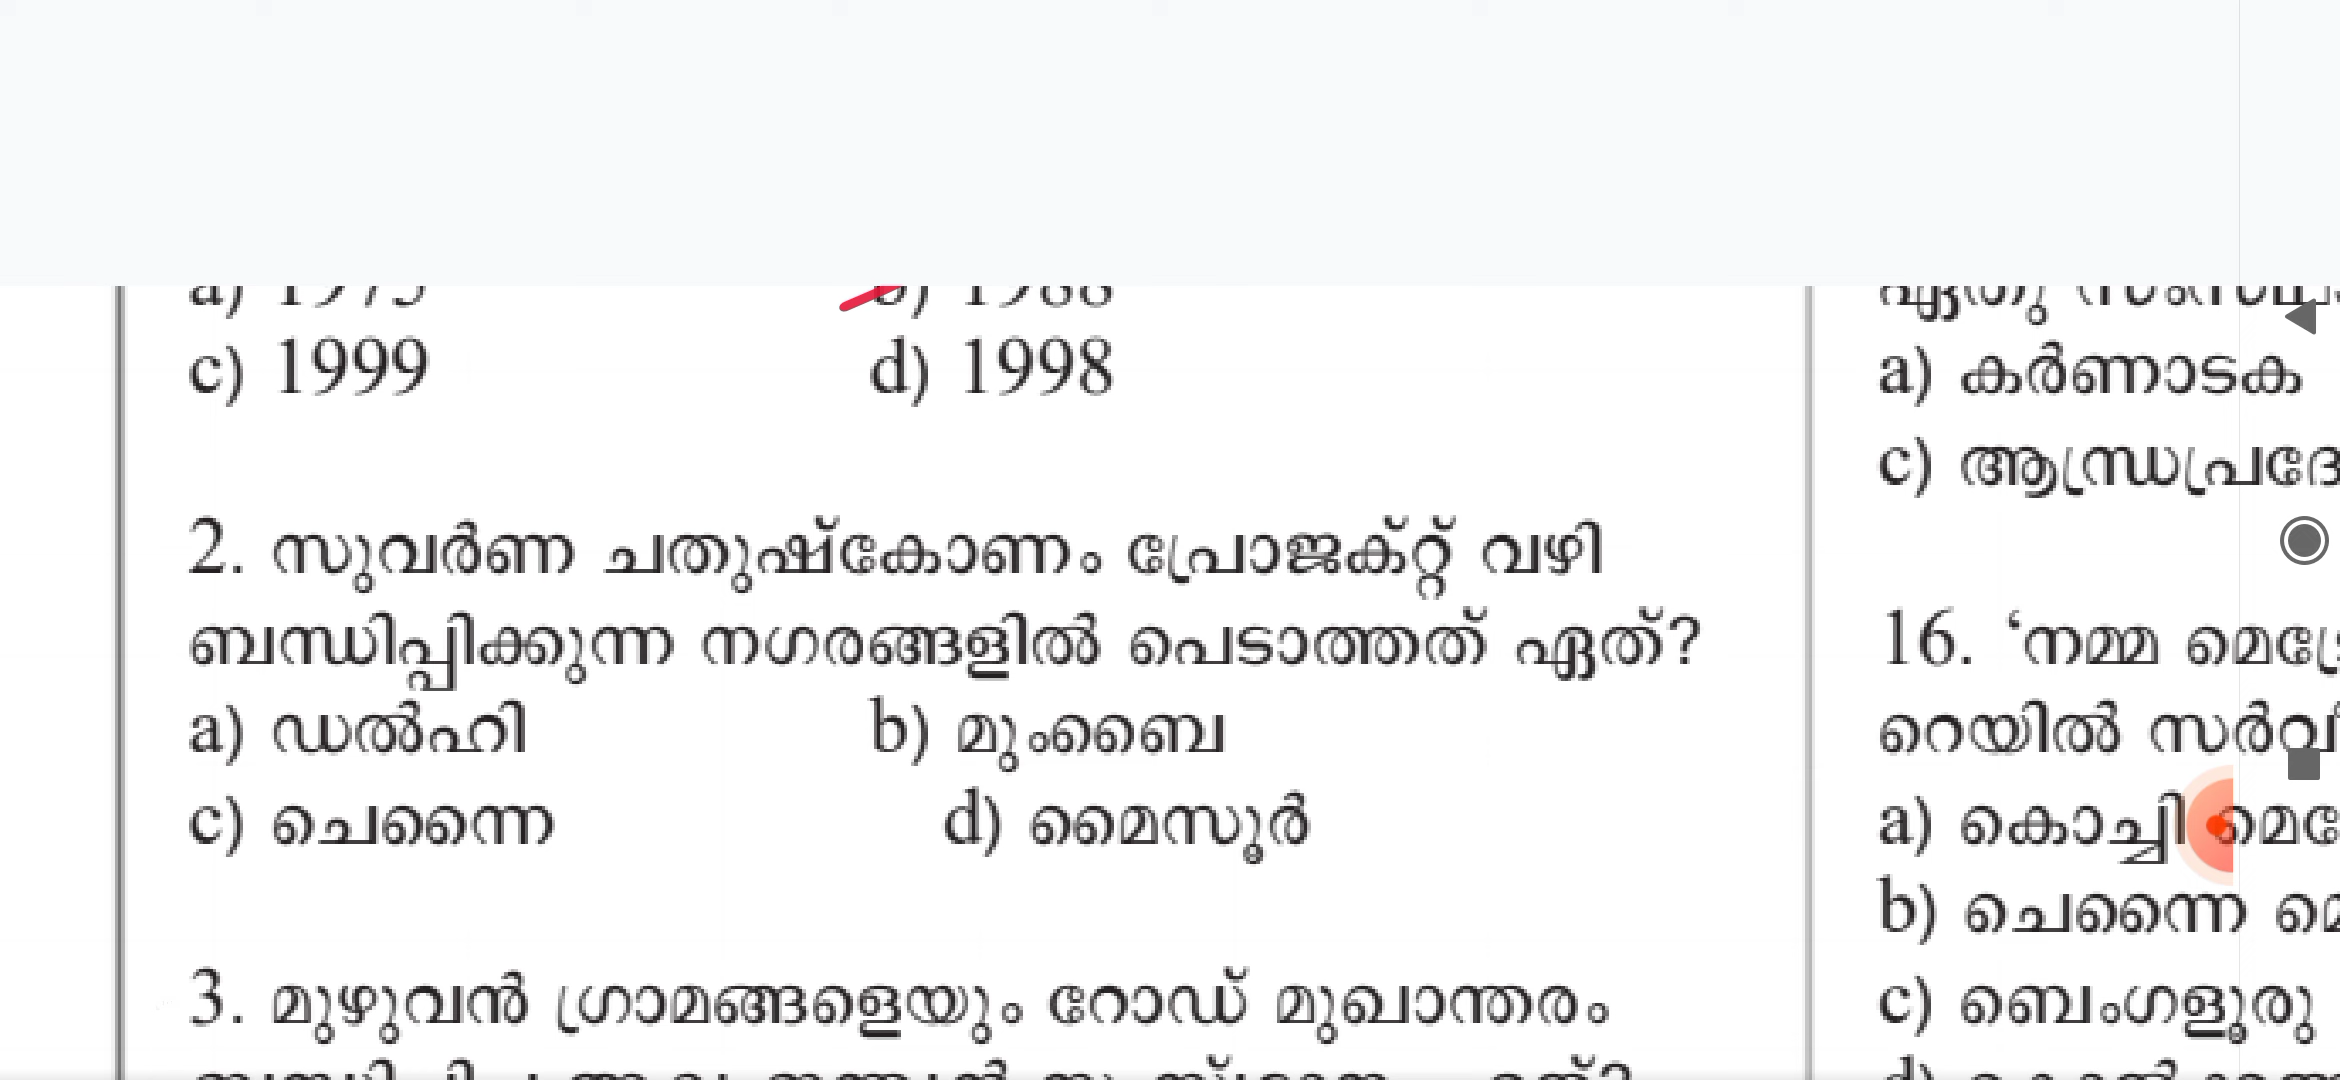 c) 1999 d) 1998
2. സുവർണ ചതുഷ്കോണം പ്രോജക്റ്റ് വഴി
ബന്ധിപ്പിക്കുന്ന നഗരങ്ങളിൽ പെടാത്തത് ഏത്?
a) ഡൽഹി b) മുംബൈ
c) ചെന്നൈ d) മൈസൂർ
3. മുഴുവൻ ഗ്രാമങ്ങളെയും റോഡ് മുഖാന്തരം
a) കർണാടക
c)
16. ‘നമ്മ
റെയിൽ
a) കൊച്ചി
b) ചെന്നൈ
c) ബെംഗളൂരു